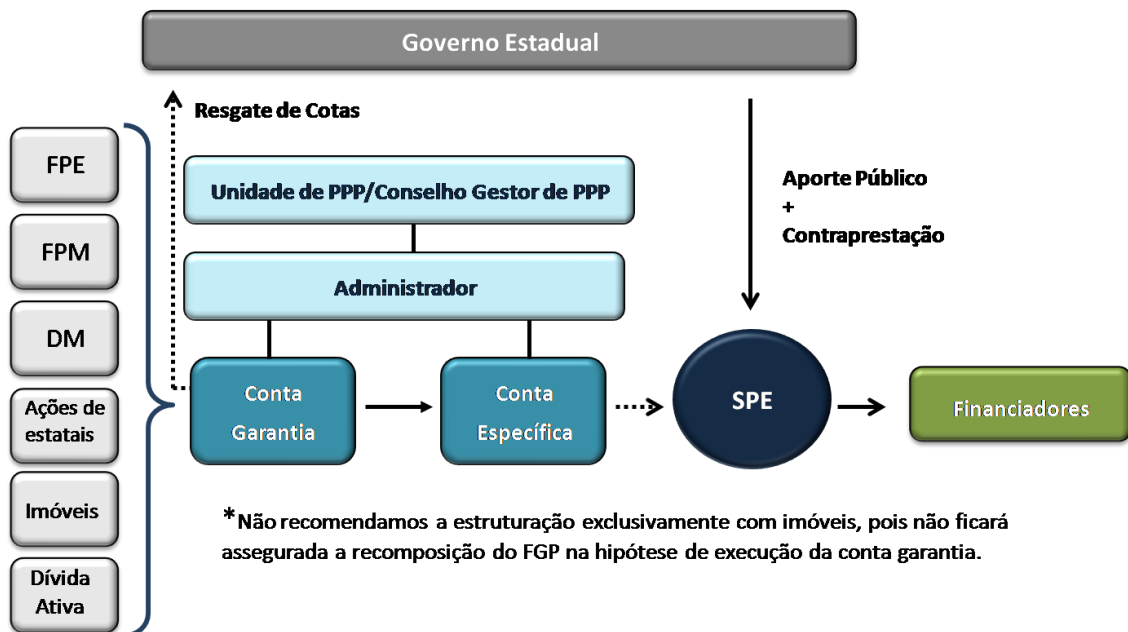 Governo Estadual
Resgate de Cotas
FPE
FPM
DM
Ações de
estatais
Imóveis
Dívida
Ativa
Unidade de PPP/Conselho Gestor de PPP
Administrador
Conta
Garantia
Conta
Específica
Aporte Público
+
Contraprestação
SPE
Financiadores
*Não recomendamos a estruturação exclusivamente com imóveis, pois não ficará
assegurada a recomposição do FGP na hipótese de execução da conta garantia.